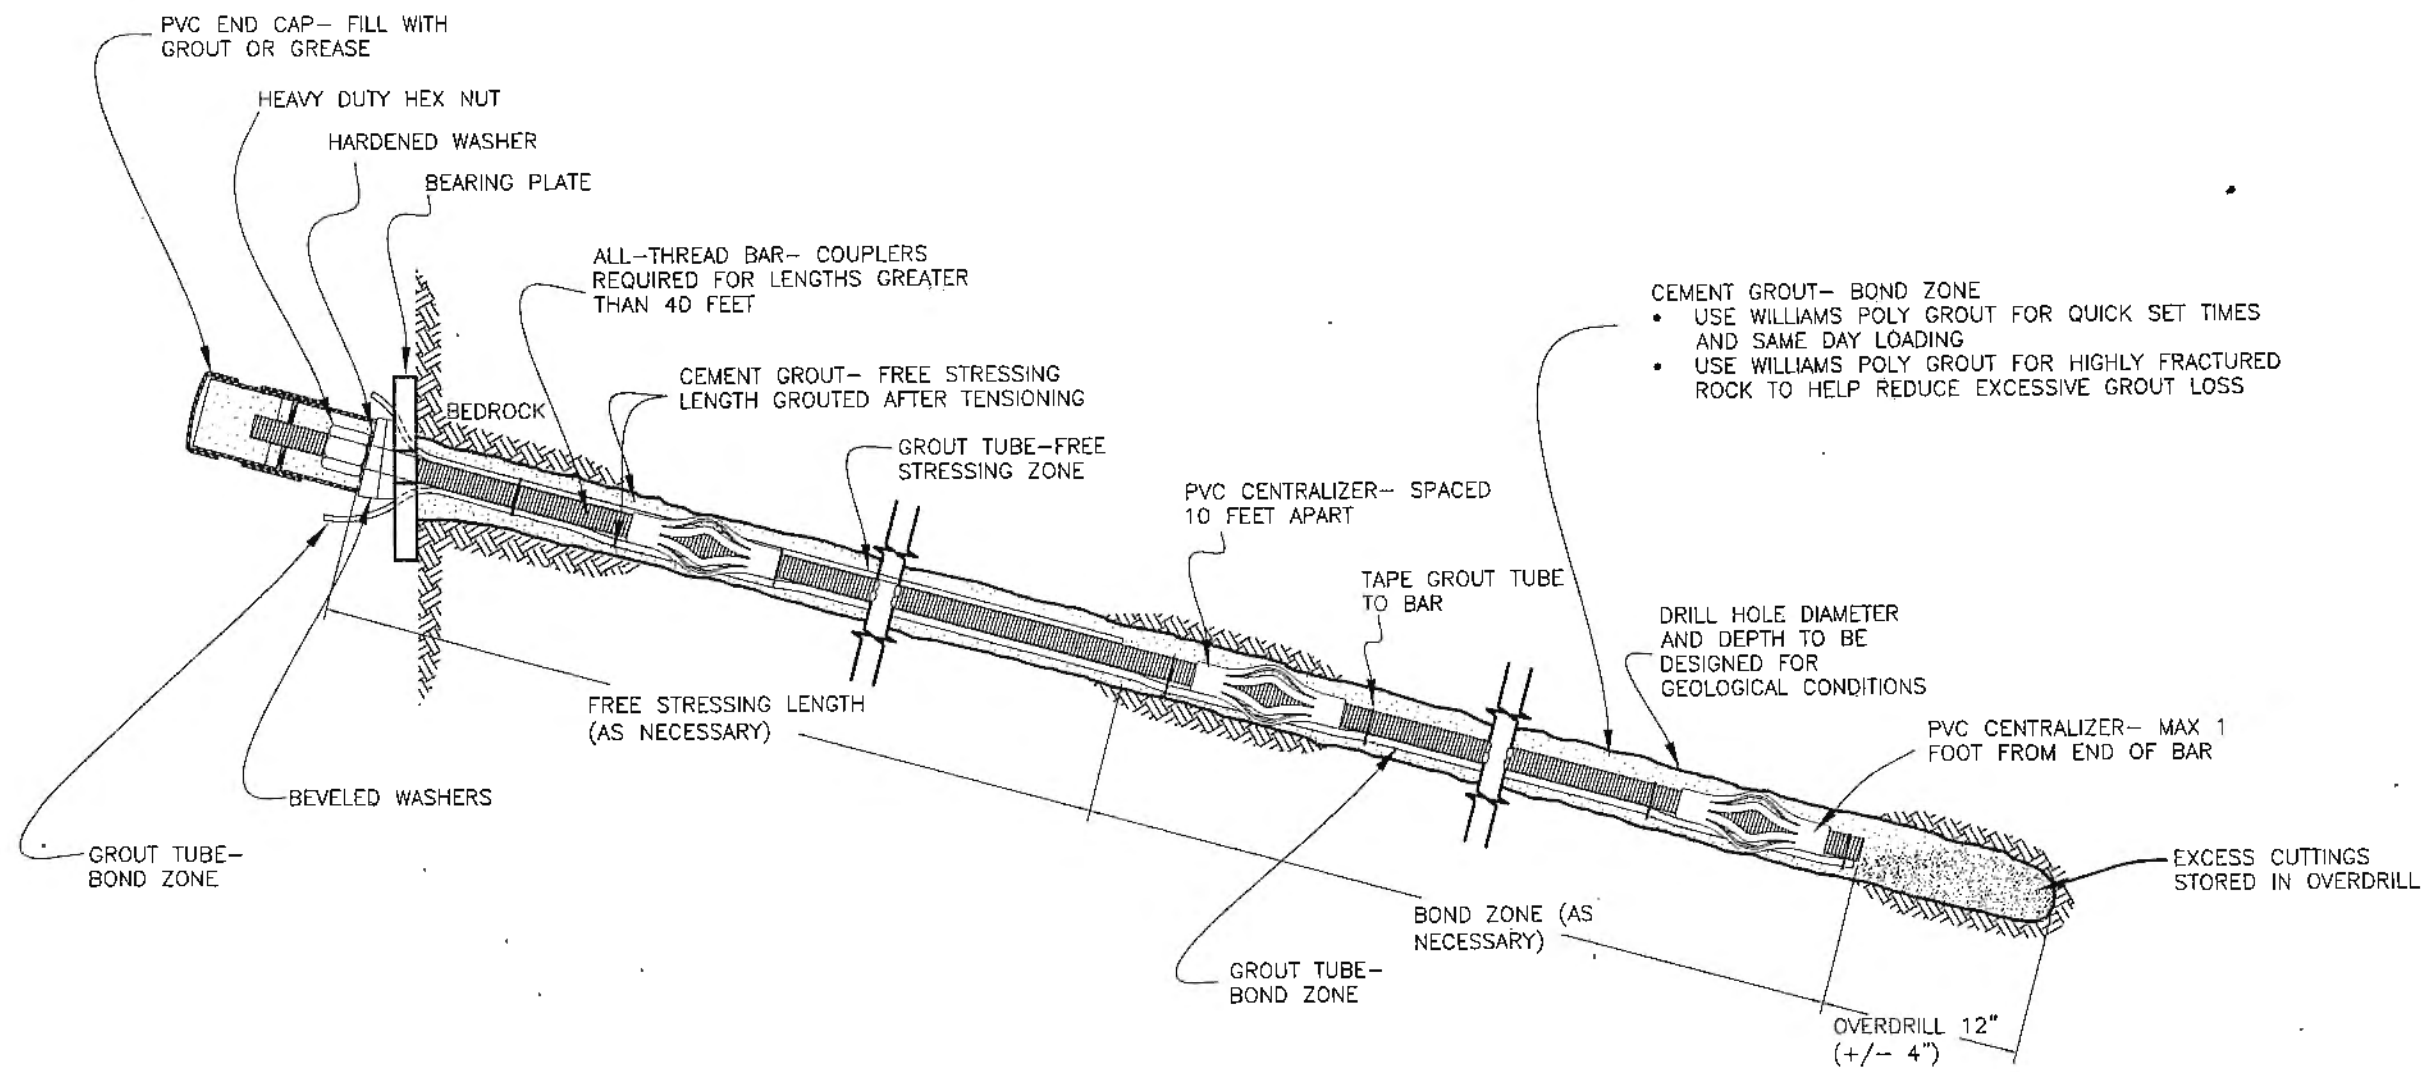 PVC END CAP— FILL WITH
GROUT OR GREASE
HEAVY DUTY HEX NUT
HARDENED WASHER
BEARING PLATE
ALL—THREAD BAR— COUPLERS
REQUIRED FOR LENGTHS GREATER
THAN 40 FEET
CEMENT GROUT— FREE STRESSING
LENGTH GROUTED AFTER TENSIONING
BEDROCK
GROUT TUBE—FREE
STRESSING ZONE
PVC CENTRALIZER— SPACED
10 FEET APART
TAPE GROUT TUBE
TO BAR
CEMENT GROUT— BOND ZONE
• USE WILLIAMS POLY GROUT FOR QUICK SET TIMES
AND SAME DAY LOADING
• USE WILLIAMS POLY GROUT FOR HIGHLY FRACTURED
ROCK TO HELP REDUCE EXCESSIVE GROUT LOSS
DRILL HOLE DIAMETER
AND DEPTH TO BE
DESIGNED FOR
GEOLOGICAL CONDITIONS
PVC CENTRALIZER— MAX 1
FOOT FROM END OF BAR
FREE STRESSING LENGTH
(AS NECESSARY)
BEVELED WASHERS
GROUT TUBE—
BOND ZONE
EXCESS CUTTINGS
STORED IN OVERDRILL
BOND ZONE (AS
NECESSARY)
GROUT TUBE—
BOND ZONE
OVERDRILL 12"
(+/— 4")